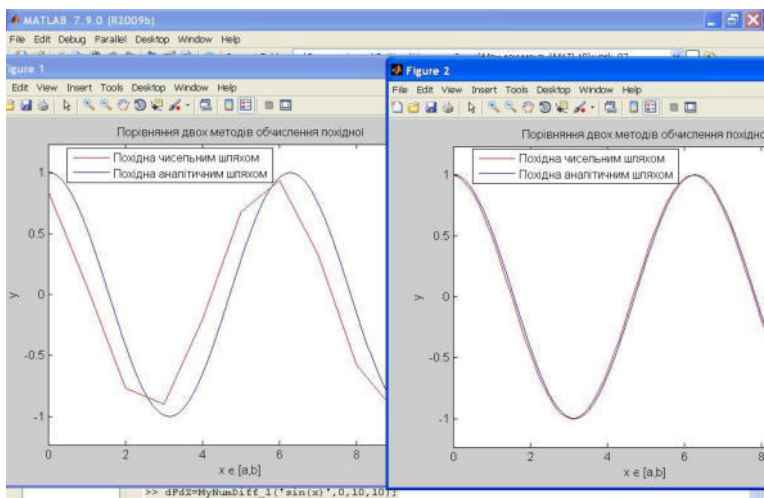 MATLAB 7.9.0 (R2009b)
File Edit Debug Parallel Desktop Window Help
igure 1
Edit View Insert Tools Desktop Window Help
Порівняння двох методів обчислення похідної
Похідна чисельним шляхом
Похідна аналітичним шляхом
1
0.5
0
-0.5
-1
y
0 2 4 6 8
x ∈ [a,b]
Figure 2
File Edit View Insert Tools Desktop Window Help
Порівняння двох методів обчислення похідно
Похідна чисельним шляхом
Похідна аналітичним шляхом
1
0.5
0
-0.5
-1
y
0 2 4 6 8
x ∈ [a,b]
>> dPdX=MyNumDiff_1('sin(x)',0,10,10);